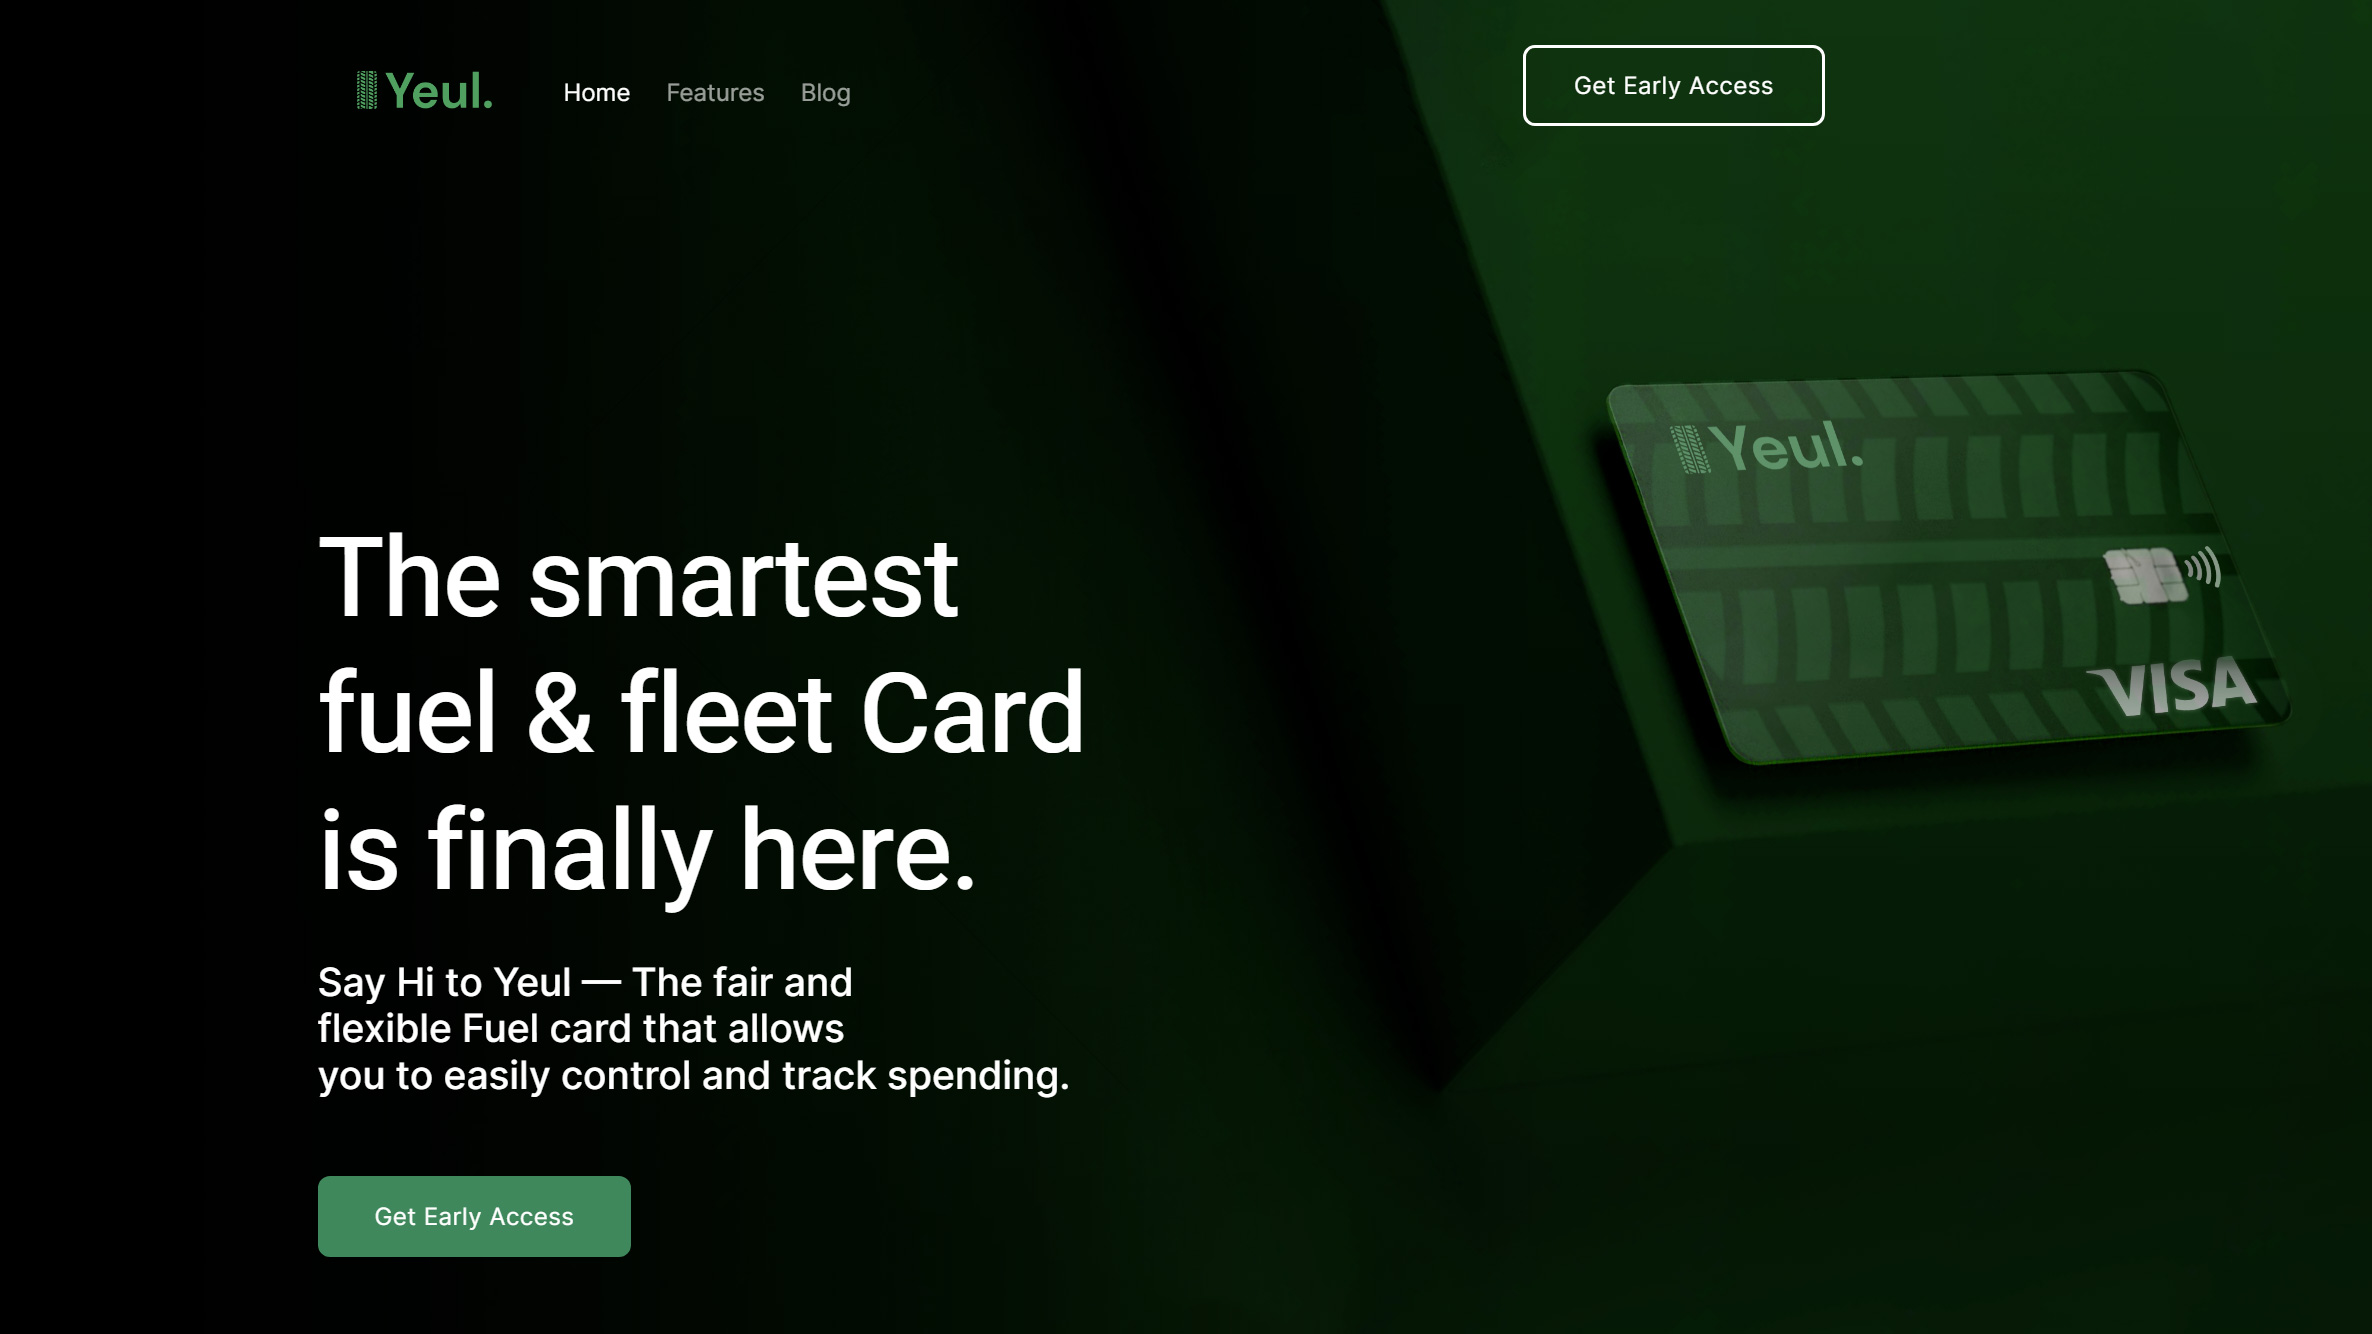 Yeul.
Home
Features
Blog
Get Early Access
Yeul.
VISA
The smartest
fuel & fleet Card
is finally here.
Say Hi to Yeul — The fair and
flexible Fuel card that allows
you to easily control and track spending.
Get Early Access